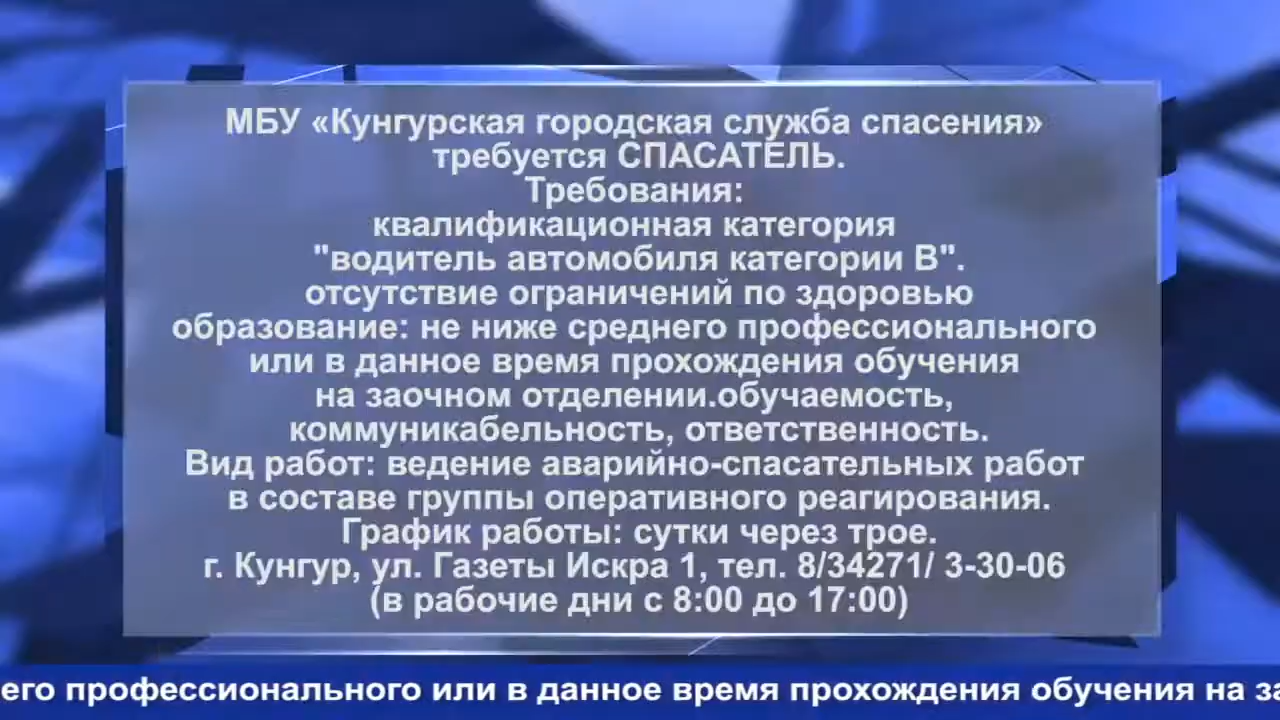 МБУ «Кунгурская городская служба спасения»
требуется СПАСАТЕЛЬ.
Требования:
квалификационная категория
"водитель автомобиля категории В".
отсутствие ограничений по здоровью
образование: не ниже среднего профессионального
или в данное время прохождения обучения
на заочном отделении.обучаемость,
коммуникабельность, ответственность.
Вид работ: ведение аварийно-спасательных работ
в составе группы оперативного реагирования.
График работы: сутки через трое.
г. Кунгур, ул. Газеты Искра 1, тел. 8/34271/ 3-30-06
(в рабочие дни с 8:00 до 17:00)
его профессионального или в данное время прохождения обучения на за